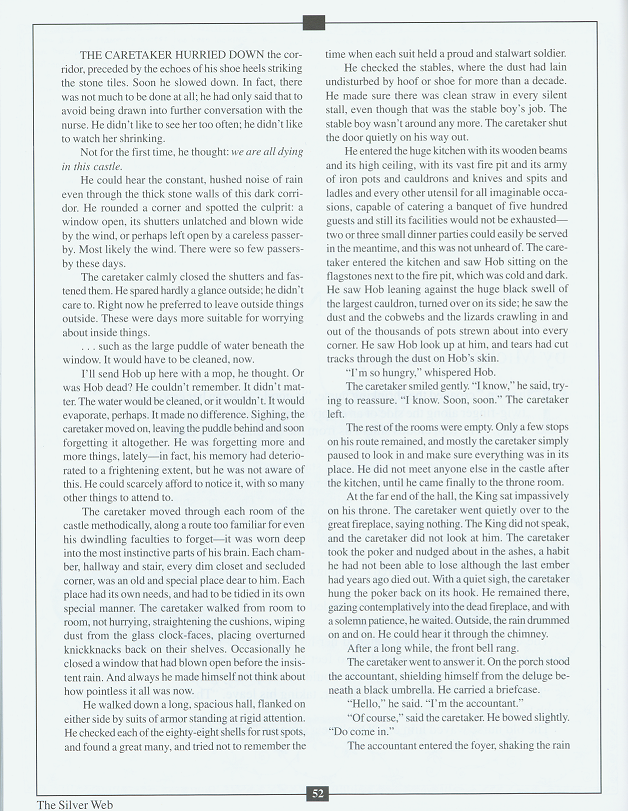 THE CARETAKER HURRIED DOWN the cor-
ridor, preceded by the echoes of his shoe heels striking
the stone tiles. Soon he slowed down. In fact, there
was not much to be done at all; he had only said that to
avoid being drawn into further conversation with the
nurse. He didn't like to see her too often; he didn't like
to watch her shrinking.
Not for the first time, he thought: we are all dying
in this castle.
He could hear the constant, hushed noise of rain
even through the thick stone walls of this dark corri-
dor. He rounded a corner and spotted the culprit: a
window open, its shutters unlatched and blown wide
by the wind, or perhaps left open by a careless passer-
by. Most likely the wind. There were so few passers-
by these days.
The caretaker calmly closed the shutters and fas-
tened them. He spared hardly a glance outside; he didn't
care to. Right now he preferred to leave outside things
outside. These were days more suitable for worrying
about inside things.
. . . such as the large puddle of water beneath the
window. It would have to be cleaned, now.
I'll send Hob up here with a mop, he thought. Or
was Hob dead? He couldn't remember. It didn't mat-
ter. The water would be cleaned, or it wouldn't. It would
evaporate, perhaps. It made no difference. Sighing, the
caretaker moved on, leaving the puddle behind and soon
forgetting it altogether. He was forgetting more and
more things, lately—in fact, his memory had deterio-
rated to a frightening extent, but he was not aware of
this. He could scarcely afford to notice it, with so many
other things to attend to.
The caretaker moved through each room of the
castle methodically, along a route too familiar for even
his dwindling faculties to forget—it was worn deep
into the most instinctive parts of his brain. Each cham-
ber, hallway and stair, every dim closet and secluded
corner, was an old and special place dear to him. Each
place had its own needs, and had to be tidied in its own
special manner. The caretaker walked from room to
room, not hurrying, straightening the cushions, wiping
dust from the glass clock-faces, placing overturned
knickknacks back on their shelves. Occasionally he
closed a window that had blown open before the insis-
tent rain. And always he made himself not think about
how pointless it all was now.
He walked down a long, spacious hall, flanked on
either side by suits of armor standing at rigid attention.
He checked each of the eighty-eight shells for rust spots,
and found a great many, and tried not to remember the
time when each suit held a proud and stalwart soldier.
He checked the stables, where the dust had lain
undisturbed by hoof or shoe for more than a decade.
He made sure there was clean straw in every silent
stall, even though that was the stable boy's job. The
stable boy wasn't around any more. The caretaker shut
the door quietly on his way out.
He entered the huge kitchen with its wooden beams
and its high ceiling, with its vast fire pit and its army
of iron pots and cauldrons and knives and spits and
ladles and every other utensil for all imaginable occa-
sions, capable of catering a banquet of five hundred
guests and still its facilities would not be exhausted—
two or three small dinner parties could easily be served
in the meantime, and this was not unheard of. The care-
taker entered the kitchen and saw Hob sitting on the
flagstones next to the fire pit, which was cold and dark.
He saw Hob leaning against the huge black swell of
the largest cauldron, turned over on its side; he saw the
dust and the cobwebs and the lizards crawling in and
out of the thousands of pots strewn about into every
corner. He saw Hob look up at him, and tears had cut
tracks through the dust on Hob's skin.
"I'm so hungry," whispered Hob.
The caretaker smiled gently. "I know," he said, try-
ing to reassure. "I know. Soon, soon." The caretaker
left.
The rest of the rooms were empty. Only a few stops
on his route remained, and mostly the caretaker simply
paused to look in and make sure everything was in its
place. He did not meet anyone else in the castle after
the kitchen, until he came finally to the throne room.
At the far end of the hall, the King sat impassively
on his throne. The caretaker went quietly over to the
great fireplace, saying nothing. The King did not speak,
and the caretaker did not look at him. The caretaker
took the poker and nudged about in the ashes, a habit
he had not been able to lose although the last ember
had years ago died out. With a quiet sigh, the caretaker
hung the poker back on its hook. He remained there,
gazing contemplatively into the dead fireplace, and with
a solemn patience, he waited. Outside, the rain drummed
on and on. He could hear it through the chimney.
After a long while, the front bell rang.
The caretaker went to answer it. On the porch stood
the accountant, shielding himself from the deluge be-
neath a black umbrella. He carried a briefcase.
"Hello," he said. "I'm the accountant."
"Of course," said the caretaker. He bowed slightly.
"Do come in."
The accountant entered the foyer, shaking the rain
52
The Silver Web